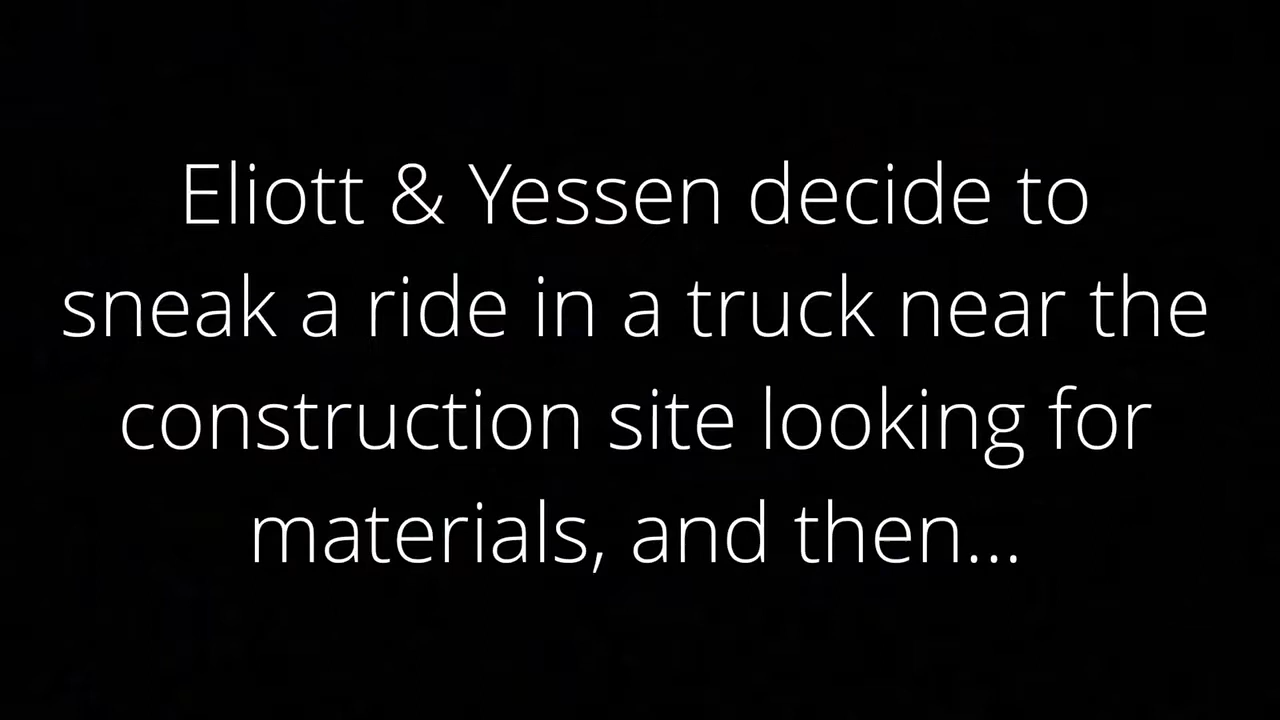 Eliott & Yessen decide to
sneak a ride in a truck near the
construction site looking for
materials, and then...